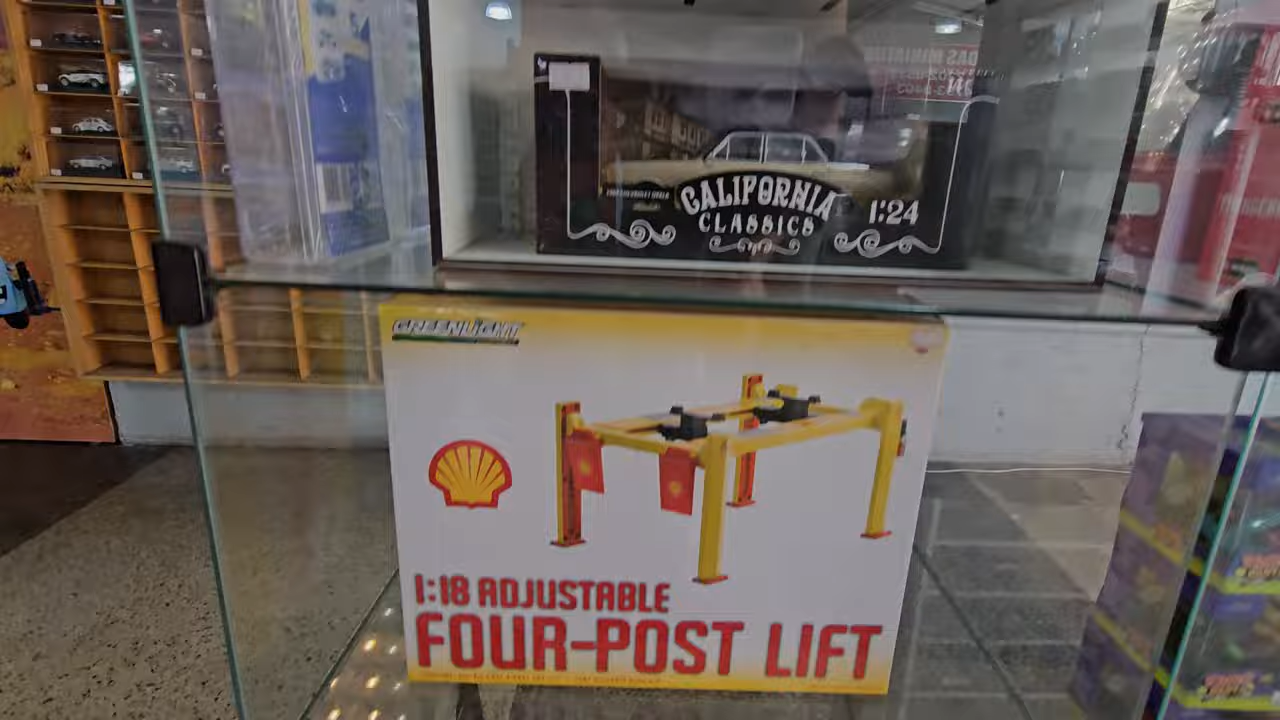 CALIFORNIA
CLASSICS
1:24
GREENLIGHT
1:18 ADJUSTABLE
FOUR-POST LIFT